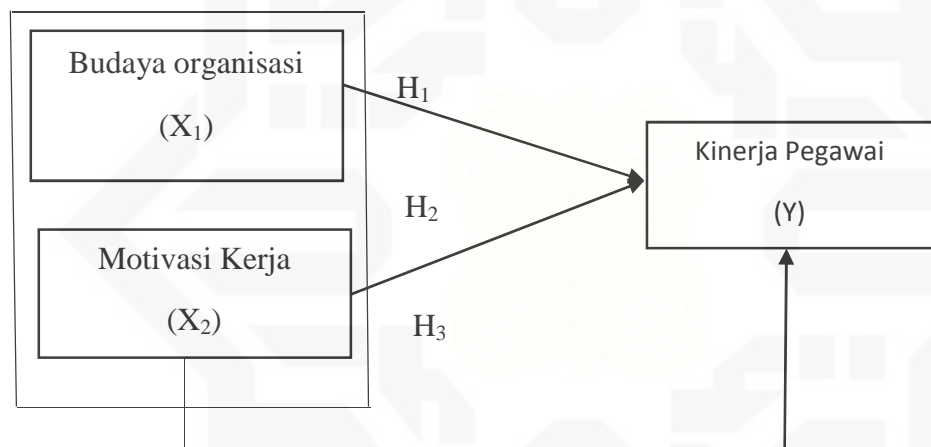 Budaya organisasi
(X₁)
H₁
Kinerja Pegawai
(Y)
H₂
Motivasi Kerja
(X₂)
H₃